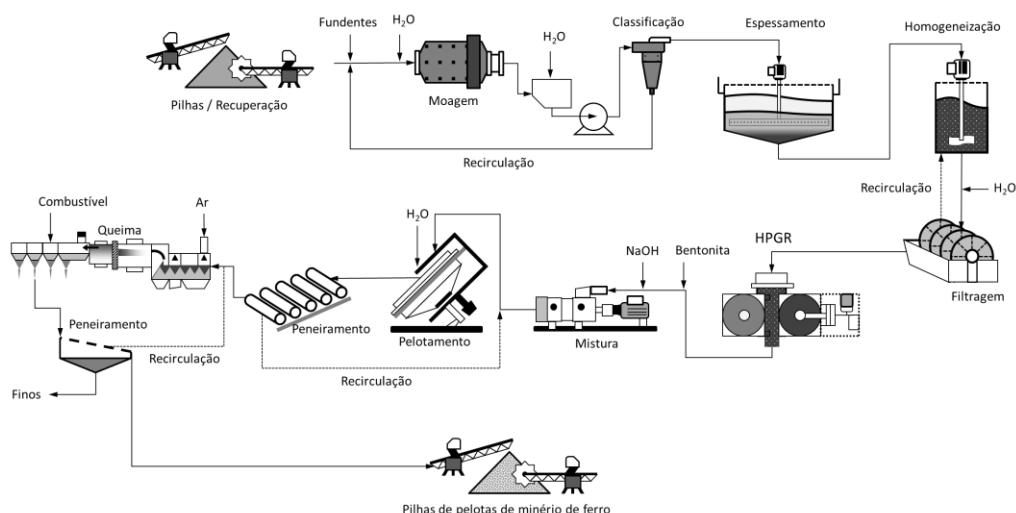 Fundentes
H₂O
Classificação
Espessamento
Homogeneização
H₂O
Pilhas / Recuperação
Moagem
Recirculação
Recirculação
H₂O
Combustível
Ar
Queima
H₂O
NaOH
Bentonita
HPGR
Filtragem
Peneiramento
Peneiramento
Pelotamento
Mistura
Recirculação
Recirculação
Finos
Pilhas de pelotas de minério de ferro